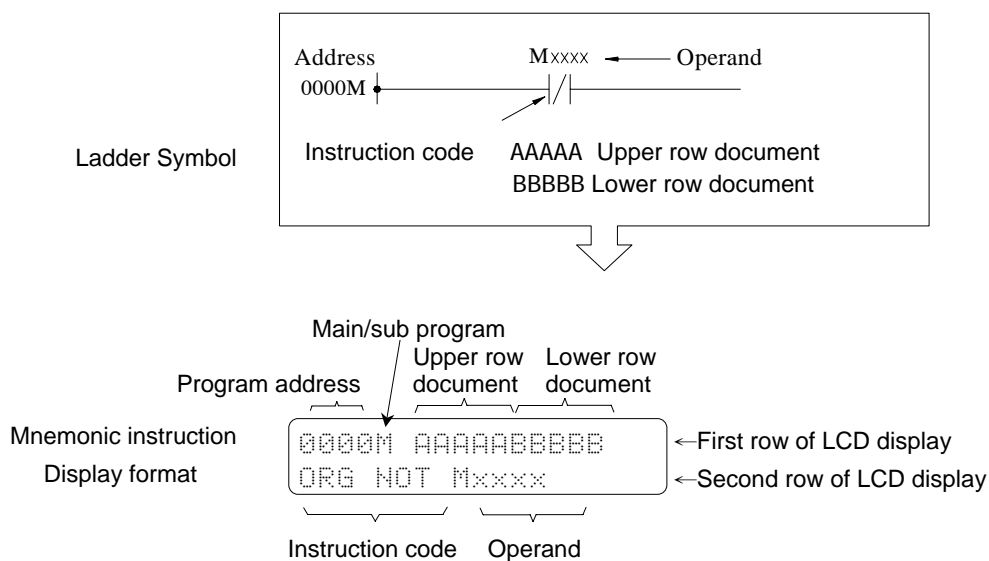 Address
Mxxxx
Operand
0000M
Ladder Symbol
Instruction code
AAAAA Upper row document
BBBBB Lower row document
Main/sub program
Program address
Upper row
document
Lower row
document
Mnemonic instruction
Display format
0000M AAAAABBBBB
←First row of LCD display
ORG NOT Mxxxx
←Second row of LCD display
Instruction code
Operand